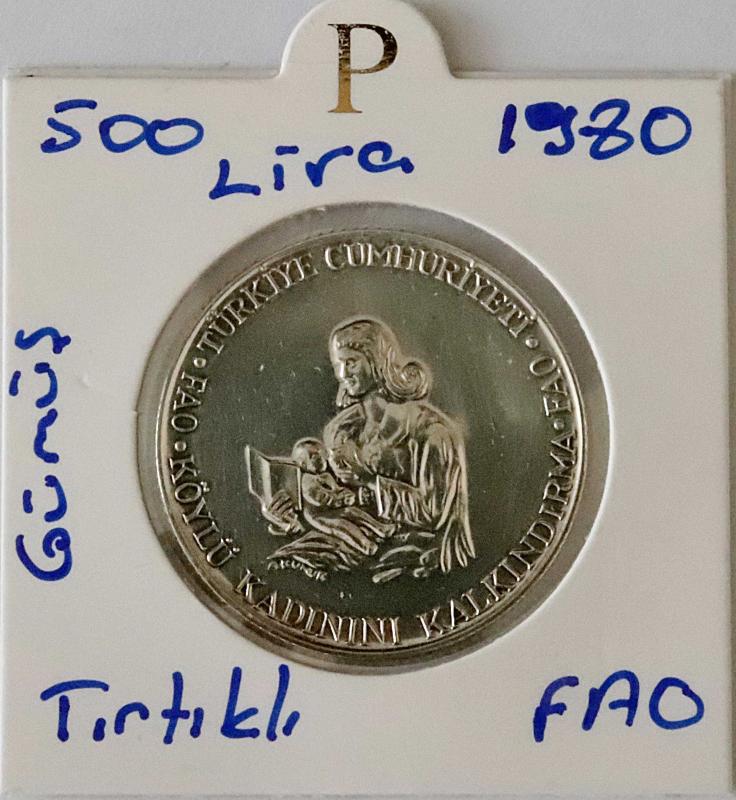 P
500 Lira 1980
Gümüş
TÜRKİYE CUMHURİYETİ • FAO • KÖYLÜ KADININI KALKINDIRMA • FAO •
Tırtıklı FAO